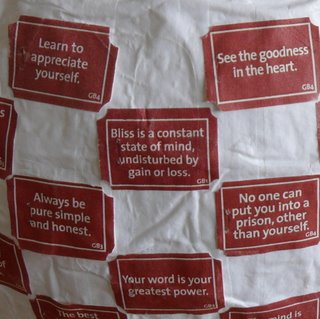 Learn to
appreciate
yourself.
GB4
See the goodness
in the heart.
GB4
Bliss is a constant
state of mind,
undisturbed by
gain or loss.
GB1
Always be
pure simple
and honest.
GB3
No one can
put you into a
prison, other
than yourself.
GB4
of
Your word is your
greatest power.
The best
mind is